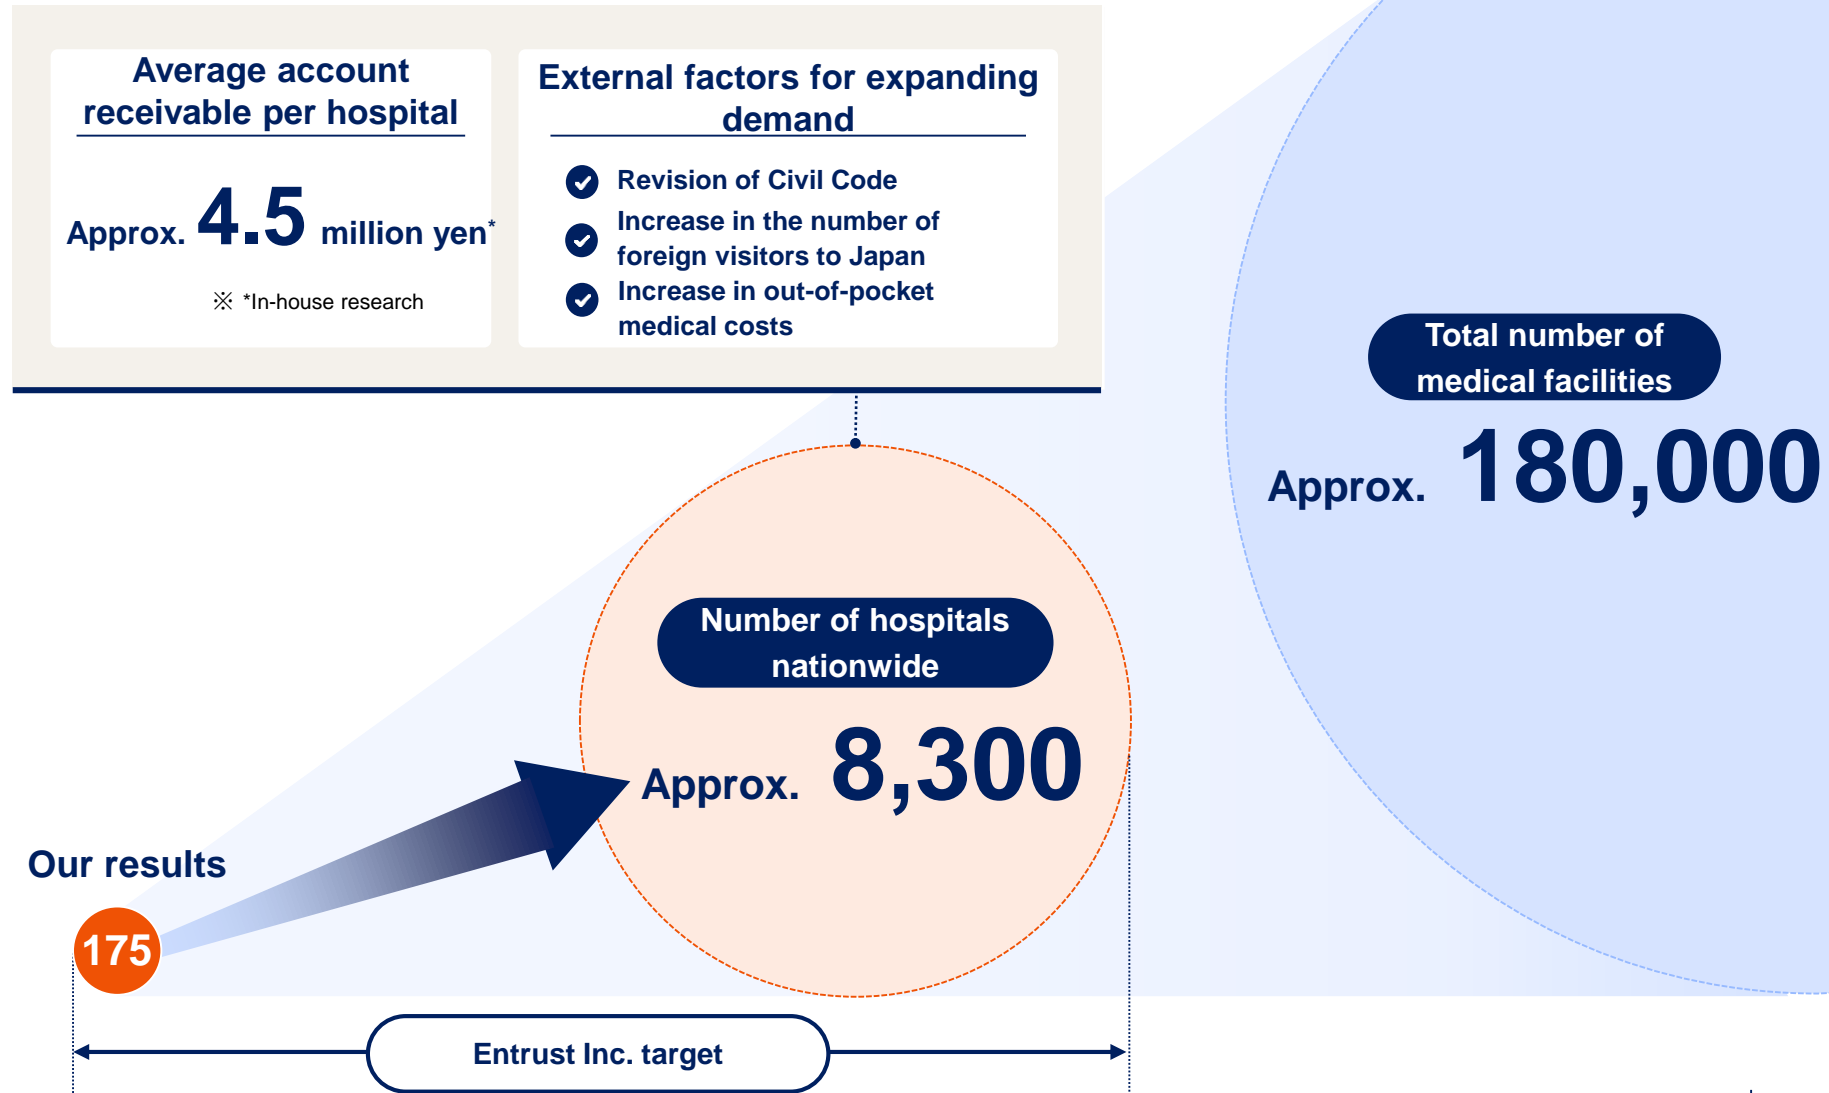 Average account
receivable per hospital
Approx. 4.5 million yen*
※ *In-house research
External factors for expanding
demand
Revision of Civil Code
Increase in the number of
foreign visitors to Japan
Increase in out-of-pocket
medical costs
Total number of
medical facilities
Approx. 180,000
Number of hospitals
nationwide
Approx. 8,300
Our results
175
Entrust Inc. target